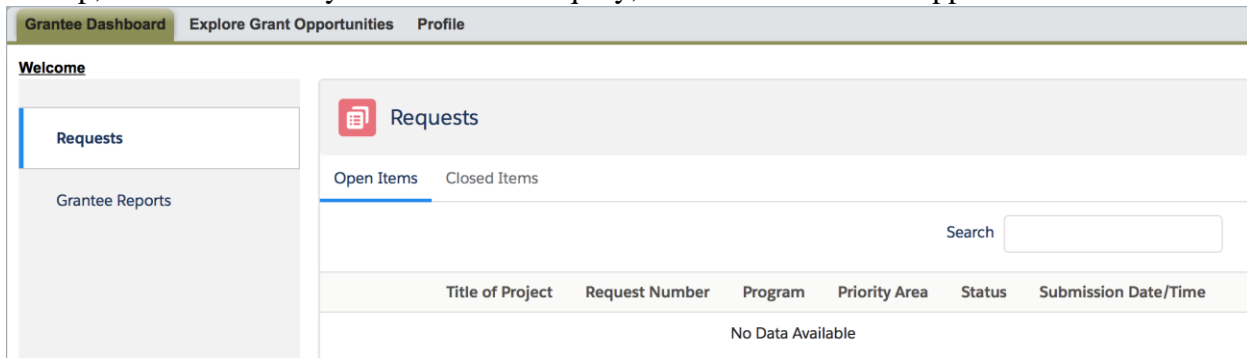 Grantee Dashboard Explore Grant Opportunities Profile
Welcome
Requests
Grantee Reports
Requests
Open Items Closed Items
Search
Title of Project Request Number Program Priority Area Status Submission Date/Time
No Data Available